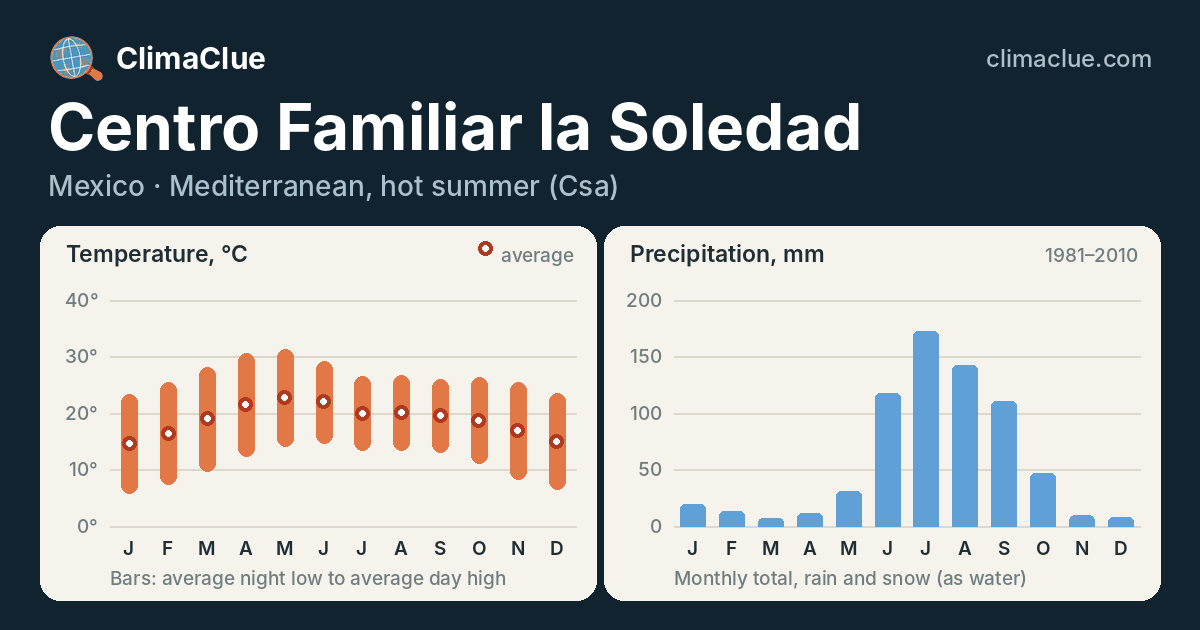 ClimaClue
climaclue.com
Centro Familiar la Soledad
Mexico · Mediterranean, hot summer (Csa)
Temperature, °C
average
40°
30°
20°
10°
0°
J F M A M J J A S O N D
Bars: average night low to average day high
Precipitation, mm
1981–2010
200
150
100
50
0
J F M A M J J A S O N D
Monthly total, rain and snow (as water)